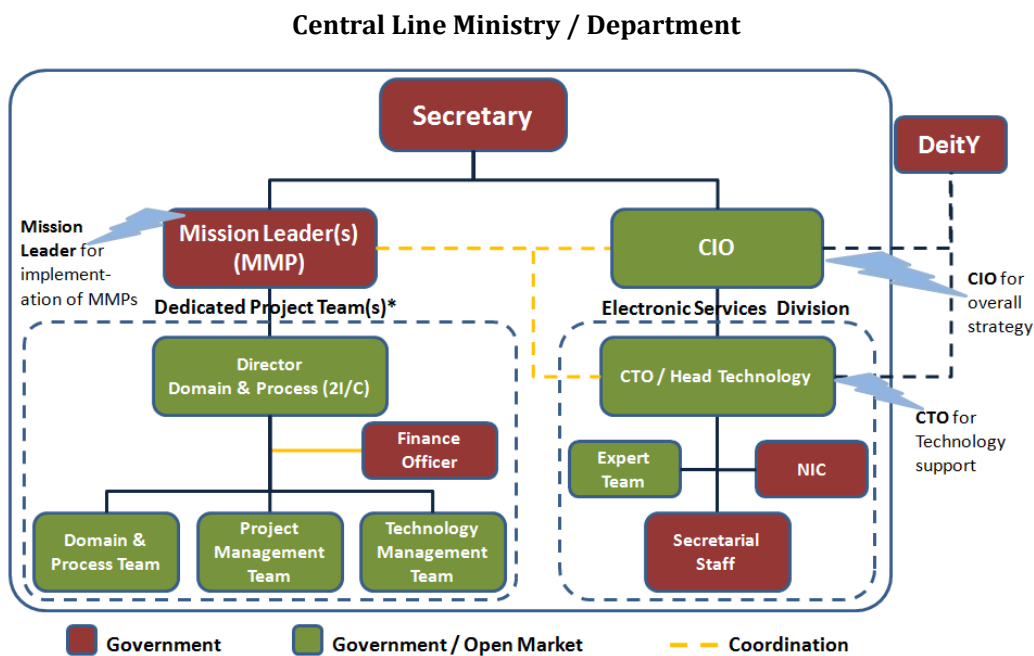 Central Line Ministry / Department
Secretary
DeitY
Mission
Leader for
implement-
ation of MMPs
Mission Leader(s)
(MMP)
CIO
CIO for
overall
strategy
Dedicated Project Team(s)*
Electronic Services Division
Director
Domain & Process (2I/C)
CTO / Head Technology
CTO for
Technology
support
Finance
Officer
Expert
Team
NIC
Domain &
Process Team
Project
Management
Team
Technology
Management
Team
Secretarial
Staff
Government
Government / Open Market
Coordination